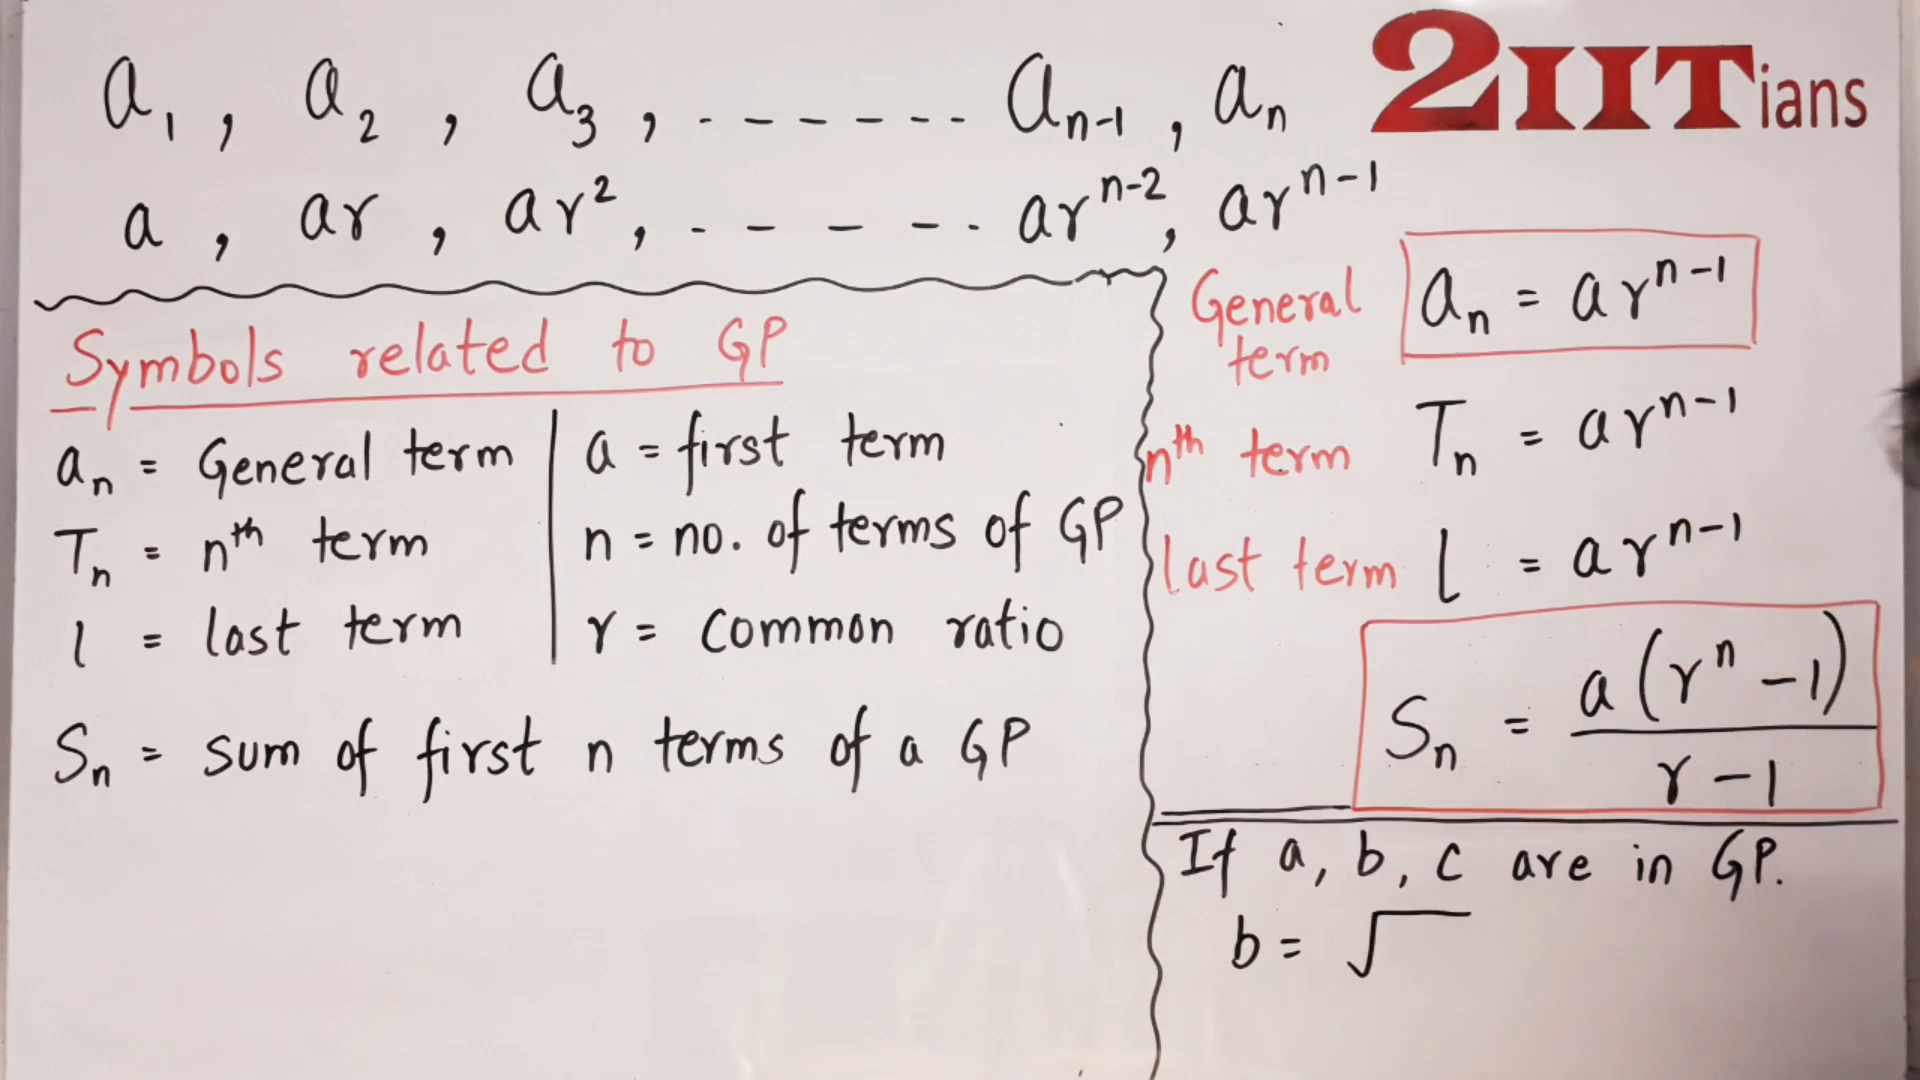 a₁, a₂, a₃, ------- aₙ₋₁, aₙ
2IITians
a, ar, ar², ------ arⁿ⁻², arⁿ⁻¹
Symbols related to GP
aₙ = General term
Tₙ = nᵗʰ term
l = last term
a = first term
n = no. of terms of GP
r = common ratio
Sₙ = sum of first n terms of a GP
General term aₙ = arⁿ⁻¹
nᵗʰ term Tₙ = arⁿ⁻¹
last term l = arⁿ⁻¹
Sₙ = a(rⁿ-1) / r-1
If a, b, c are in GP.
b = √